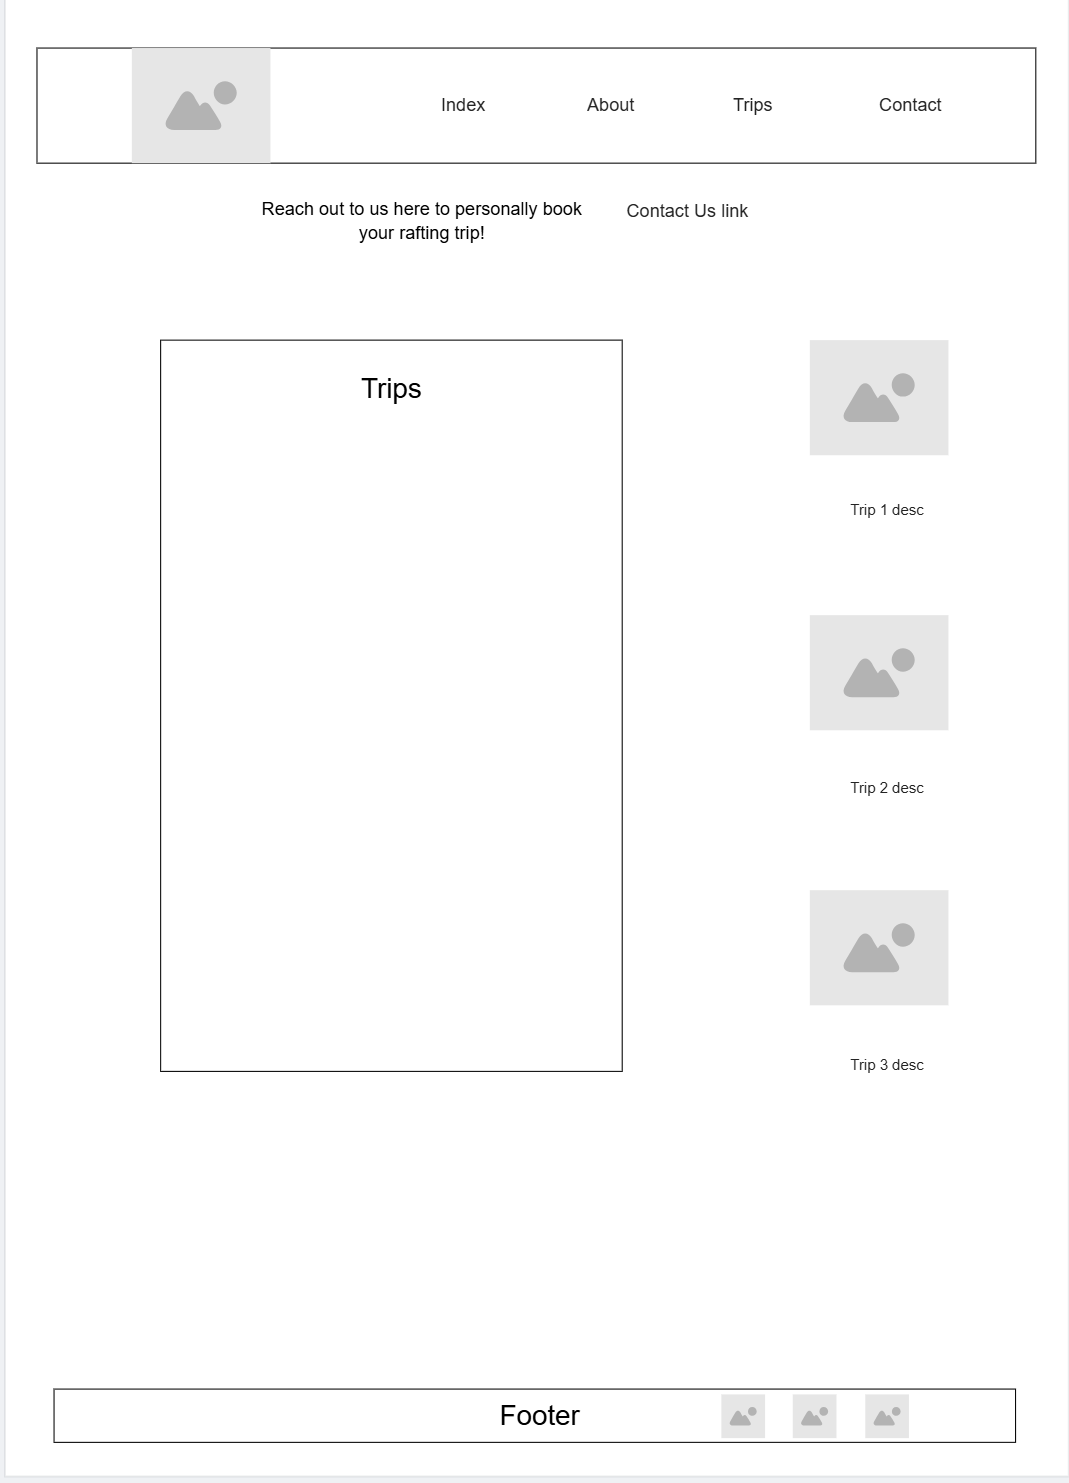 Index
About
Trips
Contact
Reach out to us here to personally book
your rafting trip!
Contact Us link
Trips
Trip 1 desc
Trip 2 desc
Trip 3 desc
Footer